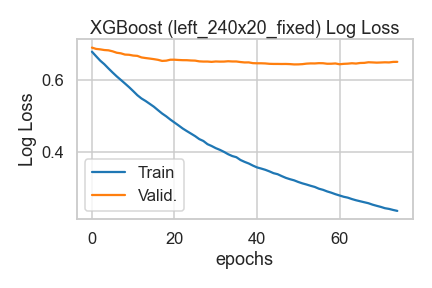 XGBoost (left_240x20_fixed) Log Loss
Log Loss
0.6
0.4
Train
Valid.
0
20
40
60
epochs